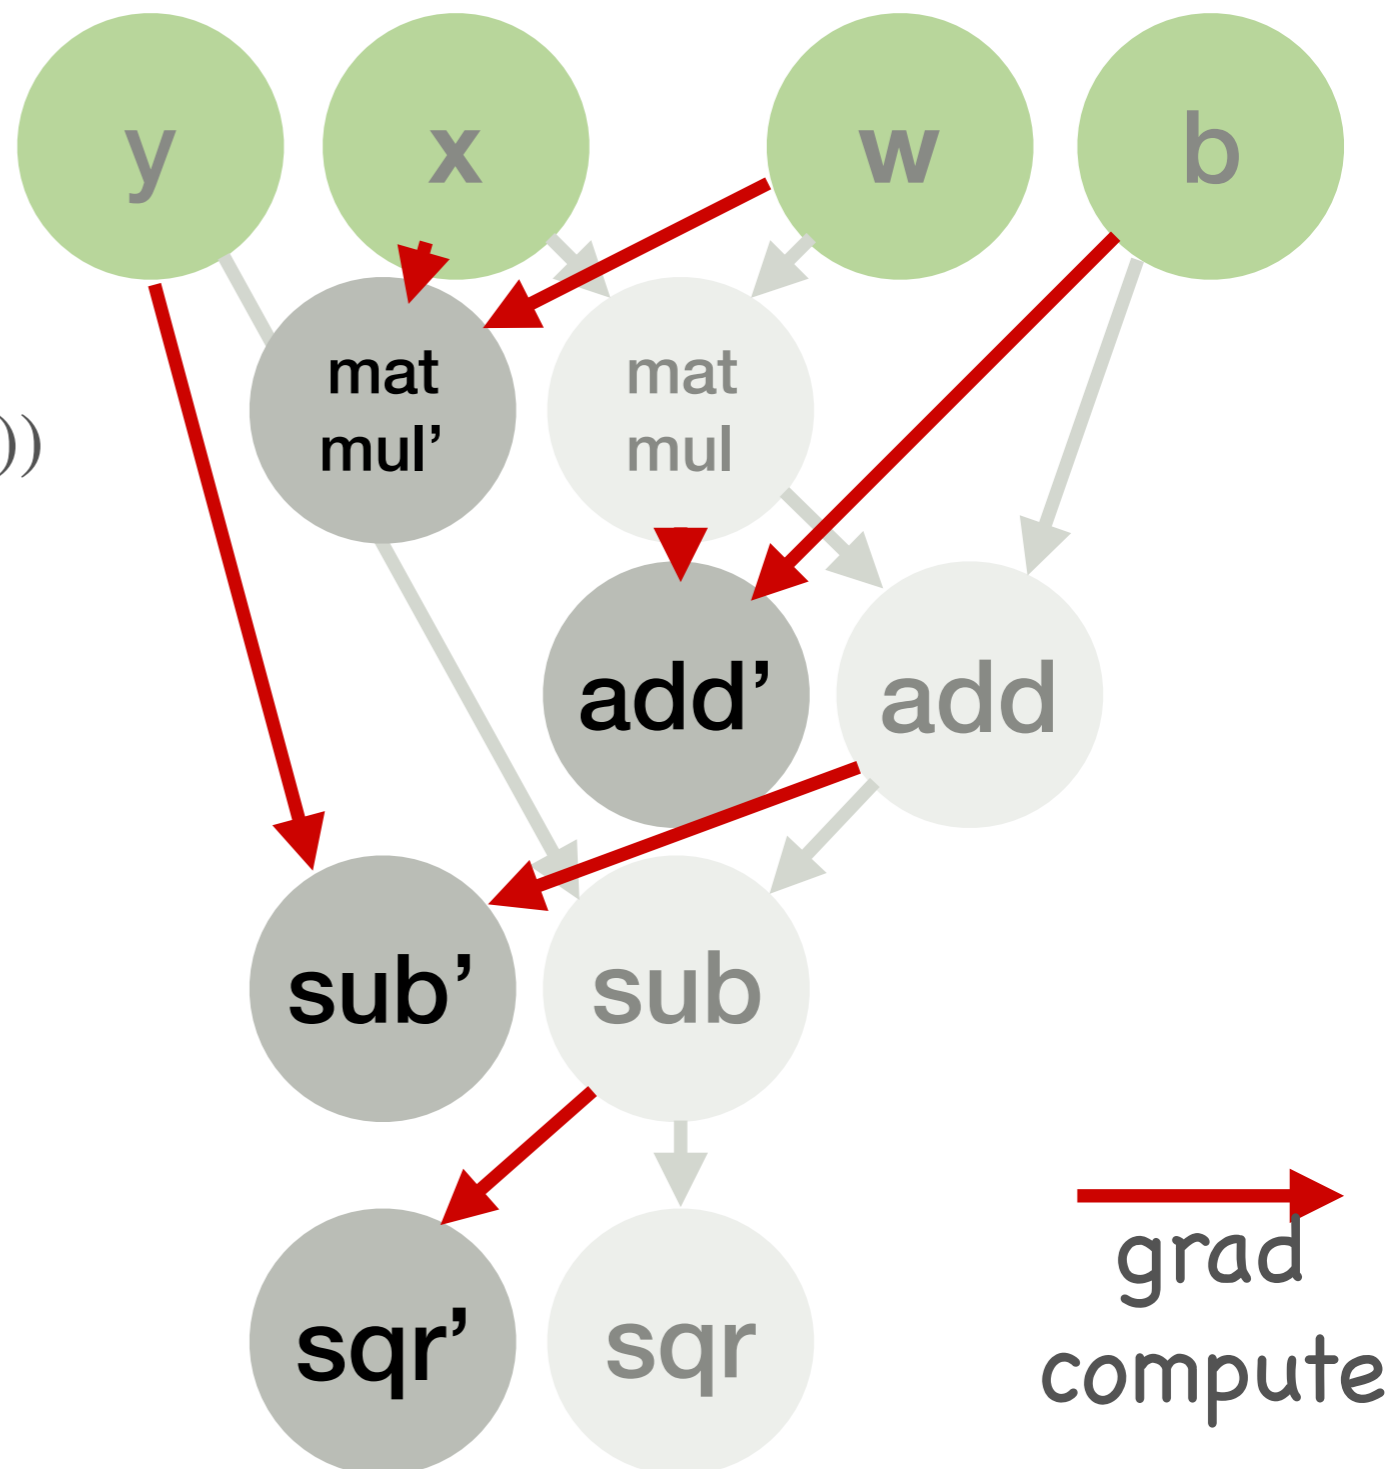 y
x
w
b
mat
mul’
mat
mul
))
add’
add
sub’
sub
sqr’
sqr
grad
compute